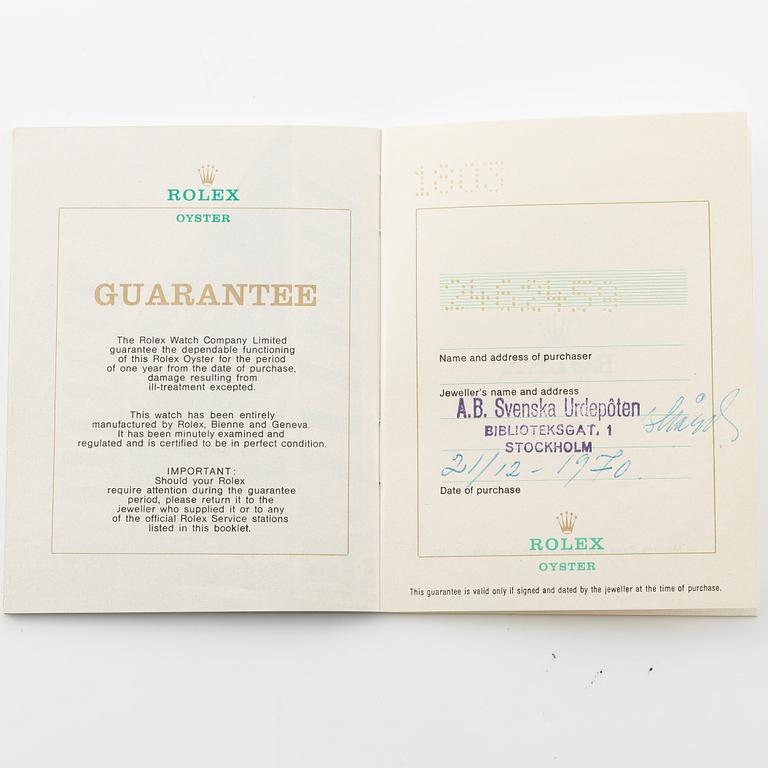 ROLEX
OYSTER
GUARANTEE
The Rolex Watch Company Limited
guarantee the dependable functioning
of this Rolex Oyster for the period
of one year from the date of purchase,
damage resulting from
ill-treatment excepted.
This watch has been entirely
manufactured by Rolex, Bienne and Geneva.
It has been minutely examined and
regulated and is certified to be in perfect condition.
IMPORTANT:
Should your Rolex
require attention during the guarantee
period, please return it to the
jeweller who supplied it or to any
of the official Rolex Service stations
listed in this booklet.
1803
2462459
Name and address of purchaser
Jeweller's name and address
A.B. Svenska Urdepôten
BIBLIOTEKSGAT. 1
STOCKHOLM
21/12 - 1970
Date of purchase
ROLEX
OYSTER
This guarantee is valid only if signed and dated by the jeweller at the time of purchase.